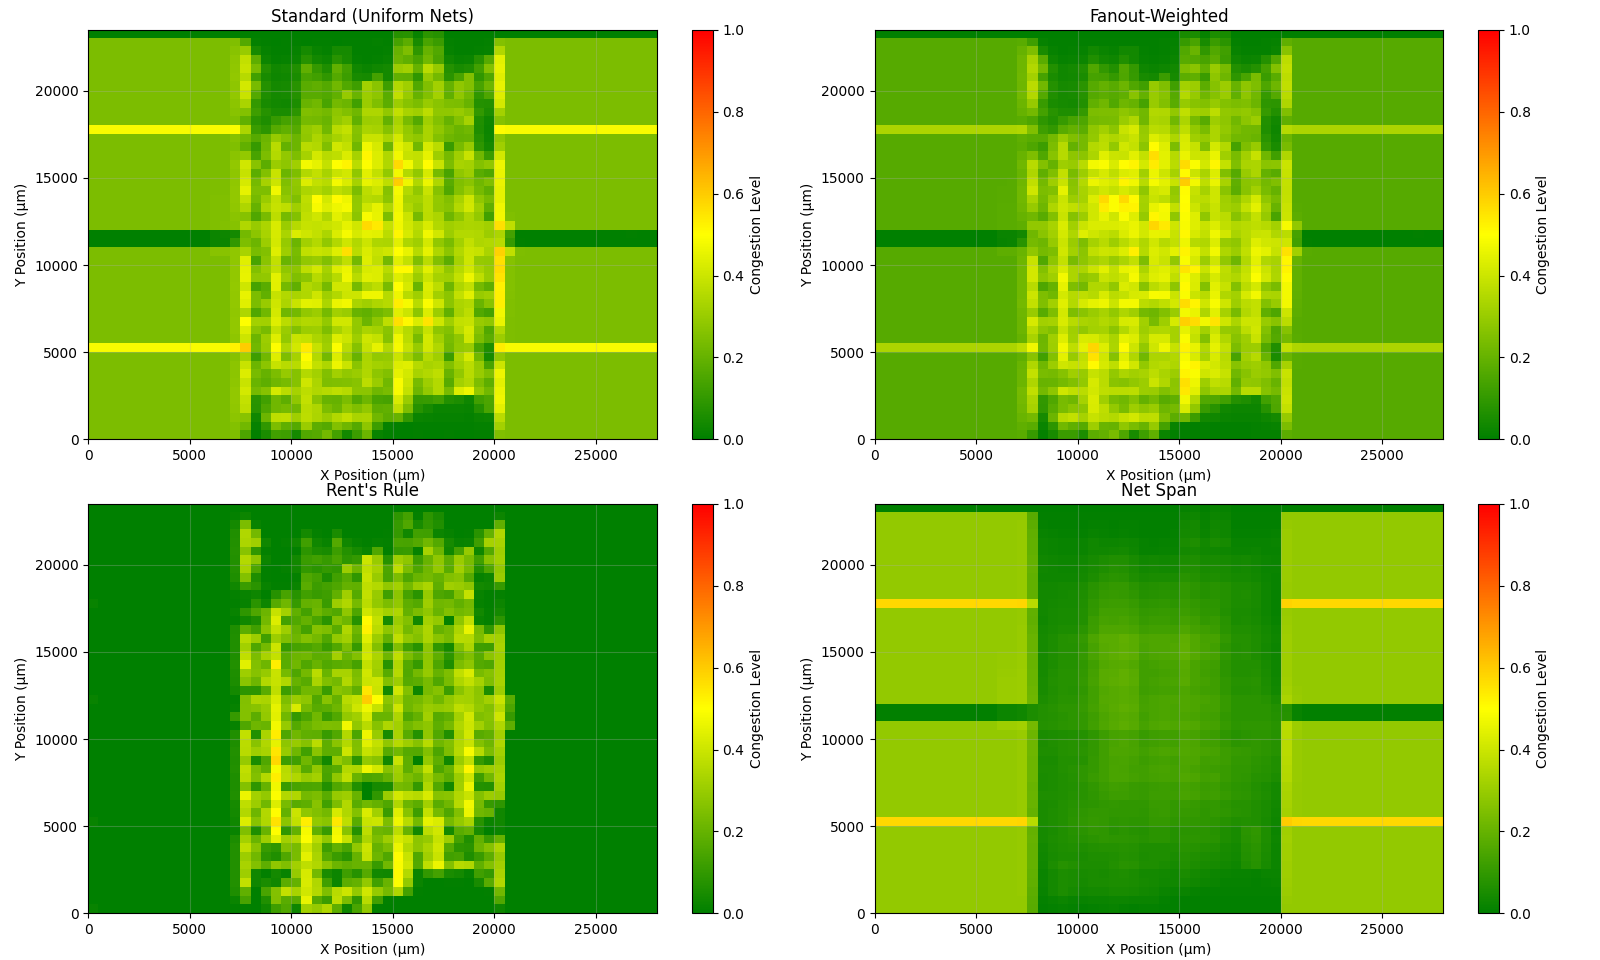 Standard (Uniform Nets)
Y Position (μm)
20000
15000
10000
5000
0
0 5000 10000 15000 20000 25000
X Position (μm)
1.0
0.8
0.6
0.4
0.2
0.0
Congestion Level
Fanout-Weighted
Y Position (μm)
20000
15000
10000
5000
0
0 5000 10000 15000 20000 25000
X Position (μm)
1.0
0.8
0.6
0.4
0.2
0.0
Congestion Level
Rent's Rule
Y Position (μm)
20000
15000
10000
5000
0
0 5000 10000 15000 20000 25000
X Position (μm)
1.0
0.8
0.6
0.4
0.2
0.0
Congestion Level
Net Span
Y Position (μm)
20000
15000
10000
5000
0
0 5000 10000 15000 20000 25000
X Position (μm)
1.0
0.8
0.6
0.4
0.2
0.0
Congestion Level